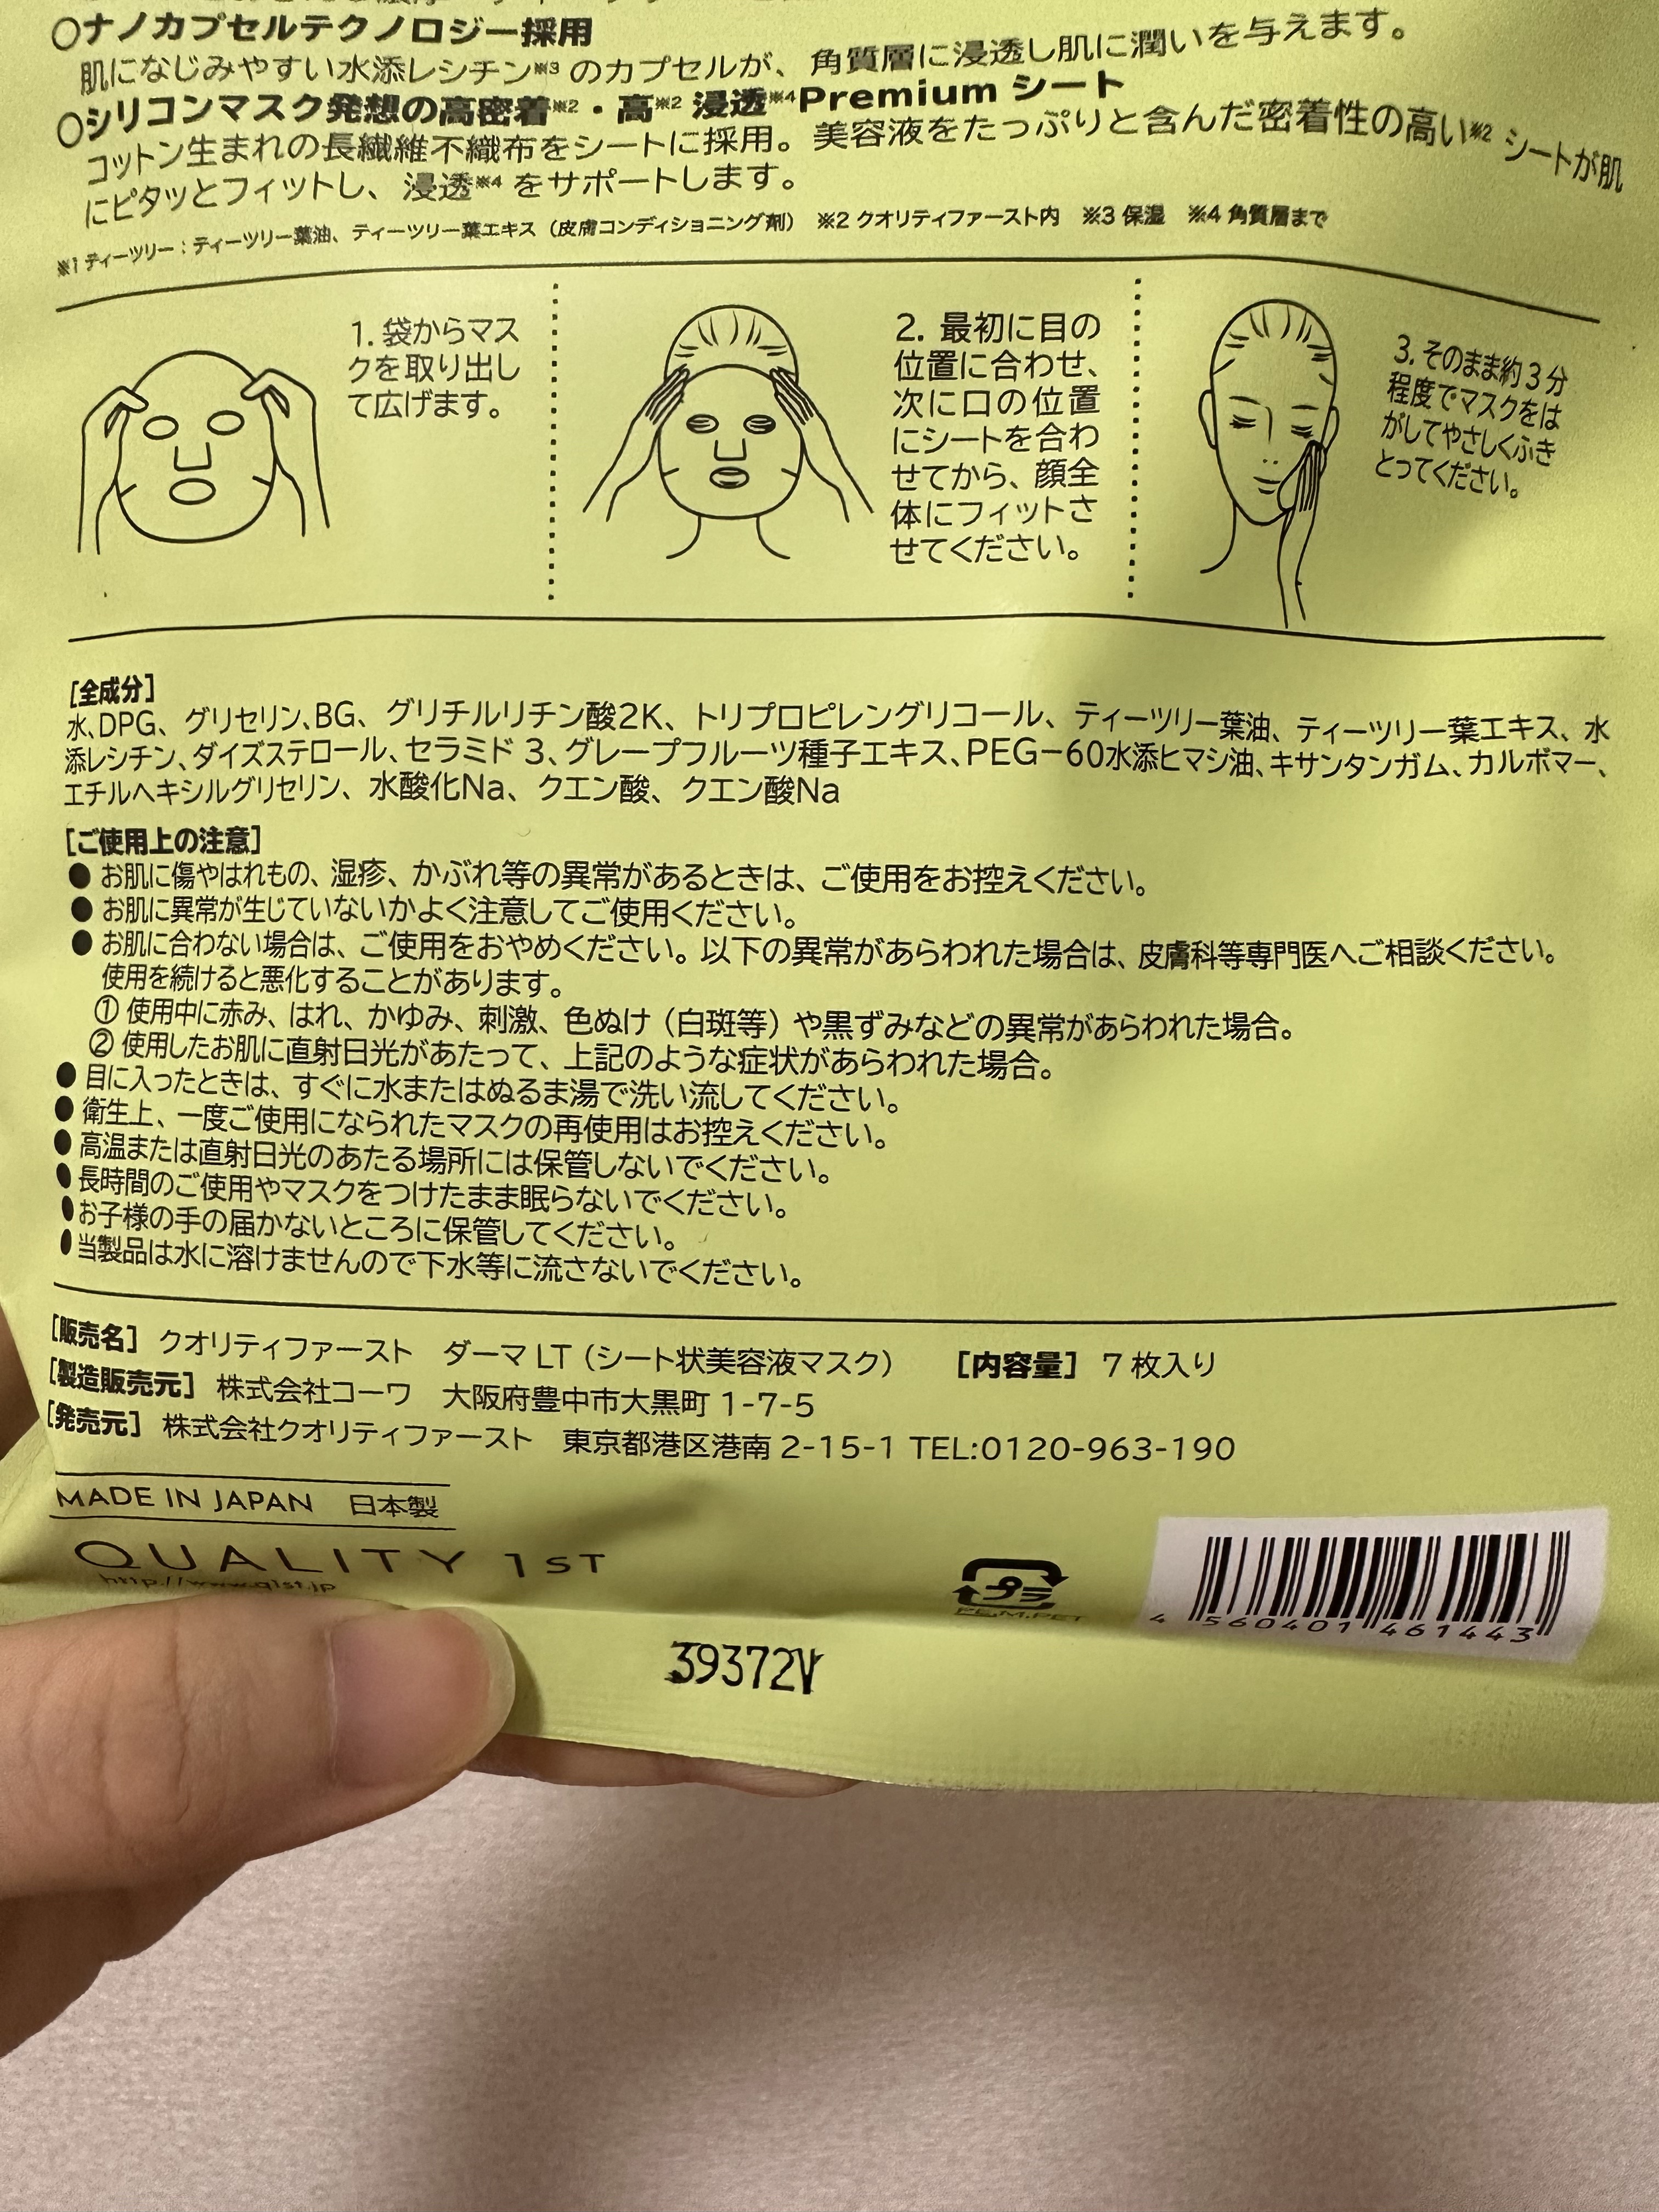 ○ナノカプセルテクノロジー採用
肌になじみやすい水添レシチン※3 のカプセルが、角質層に浸透し肌に潤いを与えます。
○シリコンマスク発想の高密着※2・高※2 浸透※4Premium シート
コットン生まれの長繊維不織布をシートに採用。美容液をたっぷりと含んだ密着性の高い※2 シートが肌
にピタッとフィットし、浸透※4 をサポートします。
※1 ティーツリー：ティーツリー葉油、ティーツリー葉エキス（皮膚コンディショニング剤） ※2 クオリティファースト内 ※3 保湿 ※4 角質層まで
1. 袋からマス
クを取り出し
て広げます。
2. 最初に目の
位置に合わせ、
次に口の位置
にシートを合わ
せてから、顔全
体にフィットさ
せてください。
3. そのまま約 3 分
程度でマスクをは
がしてやさしくふき
とってください。
[全成分]
水、DPG、グリセリン、BG、グリチルリチン酸2K、トリプロピレングリコール、ティーツリー葉油、ティーツリー葉エキス、水
添レシチン、ダイズステロール、セラミド 3、グレープフルーツ種子エキス、PEG－60水添ヒマシ油、キサンタンガム、カルボマー、
エチルヘキシルグリセリン、水酸化Na、クエン酸、クエン酸Na
[ご使用上の注意]
● お肌に傷やはれもの、湿疹、かぶれ等の異常があるときは、ご使用をお控えください。
● お肌に異常が生じていないかよく注意してご使用ください。
● お肌に合わない場合は、ご使用をおやめください。以下の異常があらわれた場合は、皮膚科等専門医へご相談ください。
使用を続けると悪化することがあります。
① 使用中に赤み、はれ、かゆみ、刺激、色ぬけ（白斑等）や黒ずみなどの異常があらわれた場合。
② 使用したお肌に直射日光があたって、上記のような症状があらわれた場合。
● 目に入ったときは、すぐに水またはぬるま湯で洗い流してください。
● 衛生上、一度ご使用になられたマスクの再使用はお控えください。
● 高温または直射日光のあたる場所には保管しないでください。
● 長時間のご使用やマスクをつけたまま眠らないでください。
● お子様の手の届かないところに保管してください。
● 当製品は水に溶けませんので下水等に流さないでください。
[販売名] クオリティファースト ダーマ LT（シート状美容液マスク） [内容量] 7 枚入り
[製造販売元] 株式会社コーワ 大阪府豊中市大黒町 1-7-5
[発売元] 株式会社クオリティファースト 東京都港区港南 2-15-1 TEL:0120-963-190
MADE IN JAPAN 日本製
QUALITY 1ST
http://www.q1st.jp
プラ
PE,M,PET
4 560401 461443
39372V